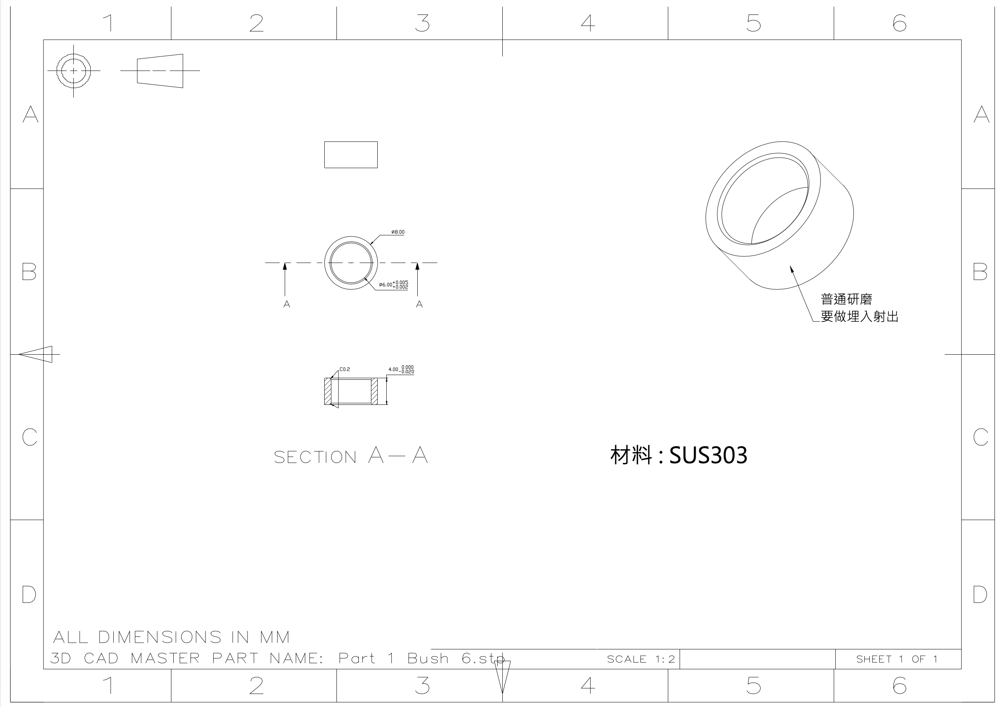 1 2 3 4 5 6
A A
⌀8.00
B B
⌀6.00 +0.005
+0.002
A A
普通研磨
要做埋入射出
C0.2
4.00 0.000
-0.020
C C
SECTION A-A
材料 : SUS303
D D
ALL DIMENSIONS IN MM
3D CAD MASTER PART NAME: Part 1 Bush 6.stp
SCALE 1:2
SHEET 1 OF 1
1 2 3 4 5 6